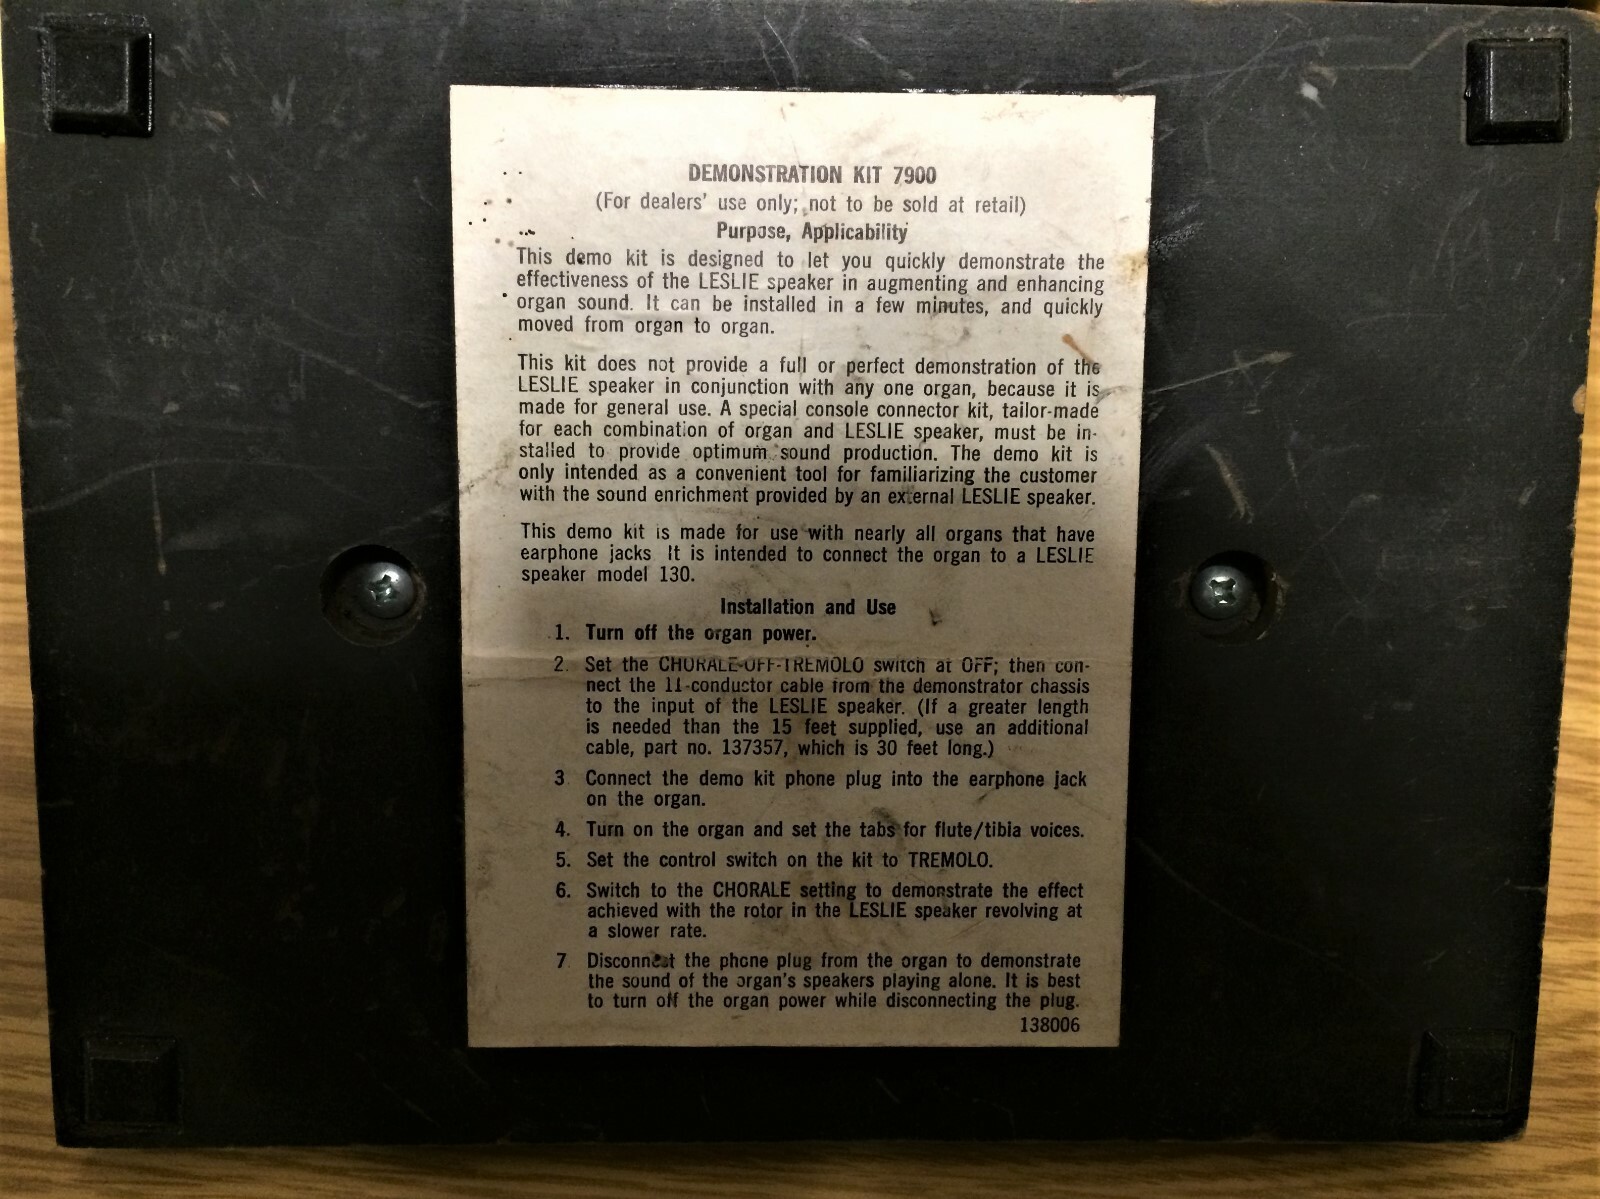 DEMONSTRATION KIT 7900
(For dealers' use only; not to be sold at retail)
Purpose, Applicability
This demo kit is designed to let you quickly demonstrate the
effectiveness of the LESLIE speaker in augmenting and enhancing
organ sound. It can be installed in a few minutes, and quickly
moved from organ to organ.
This kit does not provide a full or perfect demonstration of the
LESLIE speaker in conjunction with any one organ, because it is
made for general use. A special console connector kit, tailor-made
for each combination of organ and LESLIE speaker, must be in-
stalled to provide optimum sound production. The demo kit is
only intended as a convenient tool for familiarizing the customer
with the sound enrichment provided by an external LESLIE speaker.
This demo kit is made for use with nearly all organs that have
earphone jacks It is intended to connect the organ to a LESLIE
speaker model 130.
Installation and Use
1. Turn off the organ power.
2. Set the CHORALE-OFF-TREMOLO switch at OFF; then con-
nect the 11-conductor cable from the demonstrator chassis
to the input of the LESLIE speaker. (If a greater length
is needed than the 15 feet supplied, use an additional
cable, part no. 137357, which is 30 feet long.)
3 Connect the demo kit phone plug into the earphone jack
on the organ.
4. Turn on the organ and set the tabs for flute/tibia voices.
5. Set the control switch on the kit to TREMOLO.
6. Switch to the CHORALE setting to demonstrate the effect
achieved with the rotor in the LESLIE speaker revolving at
a slower rate.
7 Disconnect the phone plug from the organ to demonstrate
the sound of the organ's speakers playing alone. It is best
to turn off the organ power while disconnecting the plug.
138006